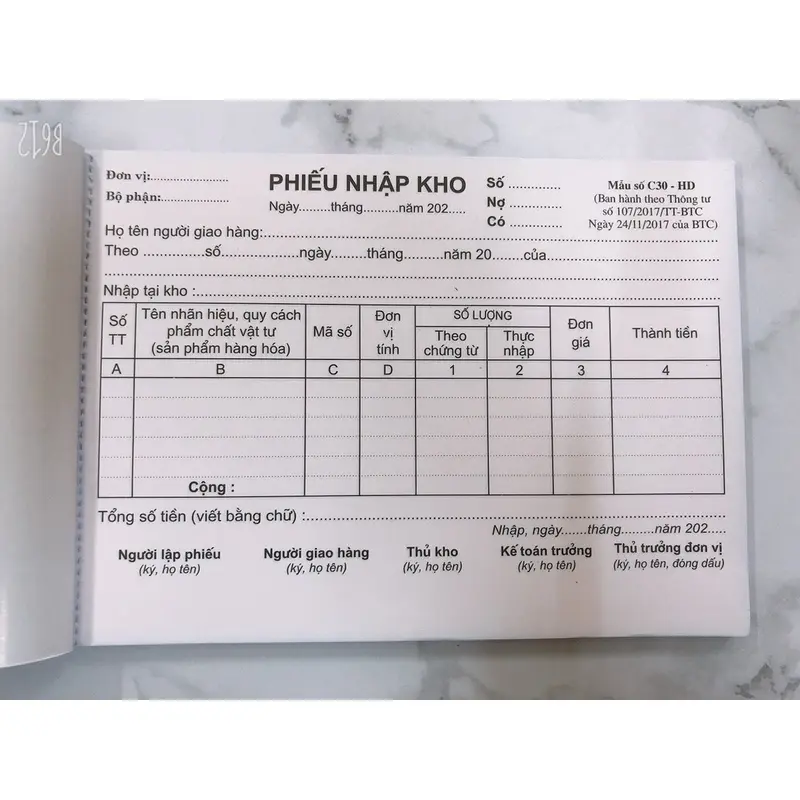 B612
Đơn vị:........................
Bộ phận:.....................
PHIẾU NHẬP KHO
Ngày........tháng..........năm 202.....
Số .............
Nợ .............
Có .............
Mẫu số C30 - HD
(Ban hành theo Thông tư
số 107/2017/TT-BTC
Ngày 24/11/2017 của BTC)
Họ tên người giao hàng:..........................................................
Theo ................số....................ngày...........tháng..........năm 20........của...............................
Nhập tại kho :..........................................................
Số TT
Tên nhãn hiệu, quy cách phẩm chất vật tư (sản phẩm hàng hóa)
Mã số
Đơn vị tính
SỐ LƯỢNG
Theo chứng từ
Thực nhập
Đơn giá
Thành tiền
A B C D 1 2 3 4
Cộng :
Tổng số tiền (viết bằng chữ) :..........................................................
Nhập, ngày.......tháng.........năm 202.....
Người lập phiếu
(ký, họ tên)
Người giao hàng
(ký, họ tên)
Thủ kho
(ký, họ tên)
Kế toán trưởng
(ký, họ tên)
Thủ trưởng đơn vị
(ký, họ tên, đóng dấu)